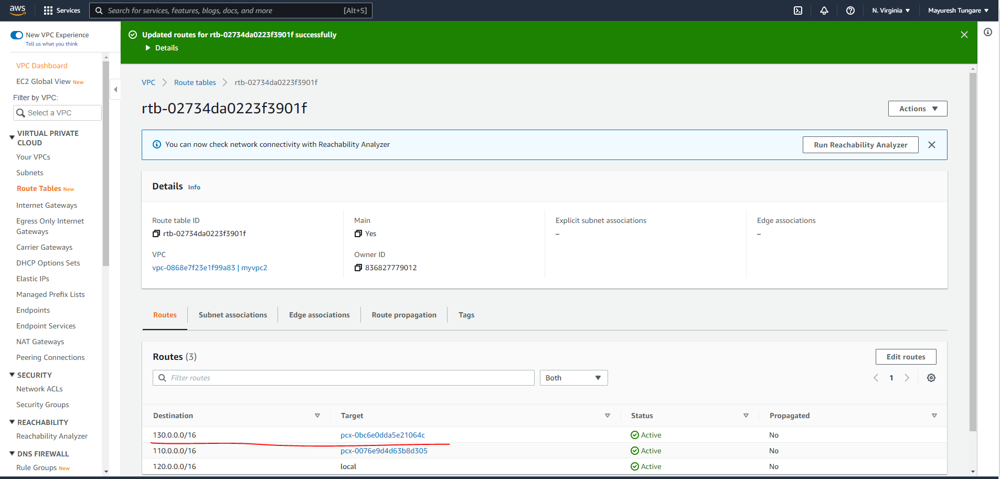 aws Services Search for services, features, blogs, docs, and more [Alt+S] N. Virginia Mayuresh Tungare
New VPC Experience
Tell us what you think
VPC Dashboard
EC2 Global View New
Filter by VPC:
Select a VPC
VIRTUAL PRIVATE
CLOUD
Your VPCs
Subnets
Route Tables New
Internet Gateways
Egress Only Internet
Gateways
Carrier Gateways
DHCP Options Sets
Elastic IPs
Managed Prefix Lists
Endpoints
Endpoint Services
NAT Gateways
Peering Connections
SECURITY
Network ACLs
Security Groups
REACHABILITY
Reachability Analyzer
DNS FIREWALL
Rule Groups New
Updated routes for rtb-02734da0223f3901f successfully
Details
VPC Route tables rtb-02734da0223f3901f
rtb-02734da0223f3901f
Actions
You can now check network connectivity with Reachability Analyzer Run Reachability Analyzer
Details Info
Route table ID
rtb-02734da0223f3901f
VPC
vpc-0868e7f23e1f99a83 | myvpc2
Main
Yes
Owner ID
836827779012
Explicit subnet associations
–
Edge associations
–
Routes Subnet associations Edge associations Route propagation Tags
Routes (3) Edit routes
Filter routes Both 1
Destination Target Status Propagated
130.0.0.0/16 pcx-0bc6e0dda5e21064c Active No
110.0.0.0/16 pcx-0076e9d4d63b8d305 Active No
120.0.0.0/16 local Active No